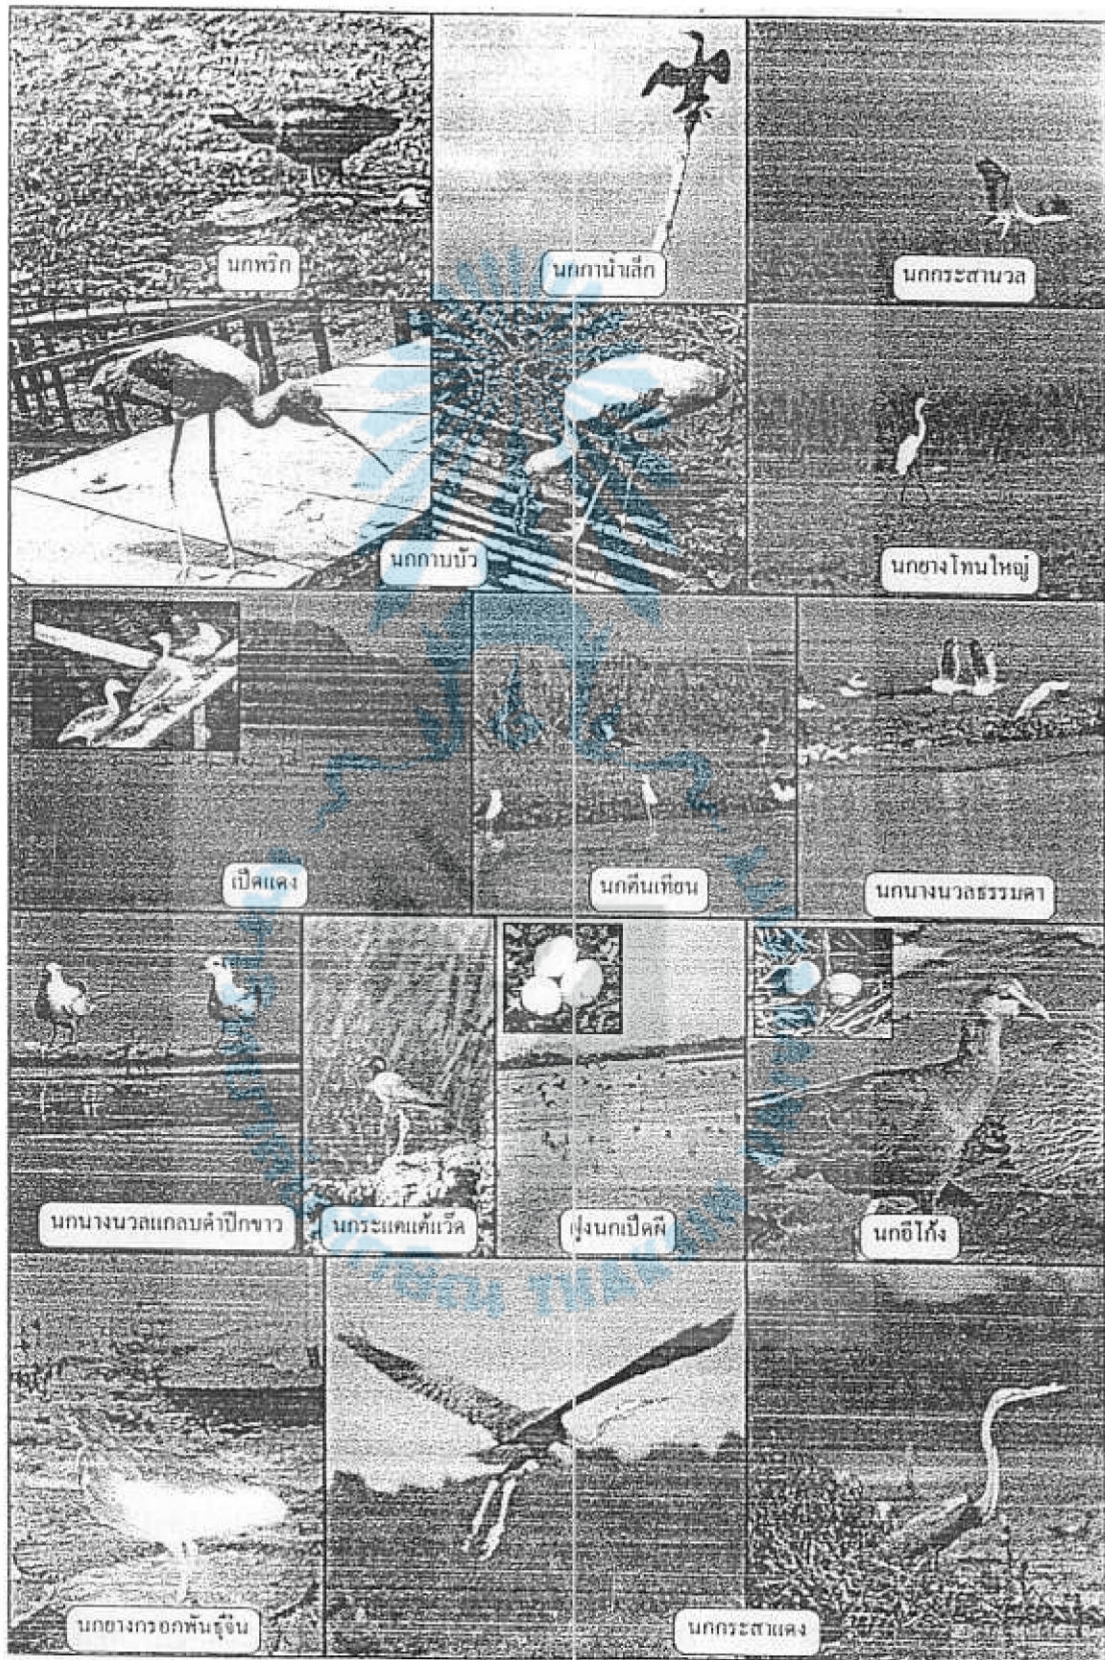 นกพริก
นกกาน้ำเล็ก
นกกระสานวล
นกกาบบัว
นกยางโทนใหญ่
เป็ดแดง
นกตีนเทียน
นกนางนวลธรรมดา
นกนางนวลแกลบดำปีกขาว
นกกระแตแต้แว๊ด
ฝูงนกเป็ดผี
นกอีโก้ง
นกยางกรอกพันธุ์จีน
นกกระสาแดง
THAKSIN